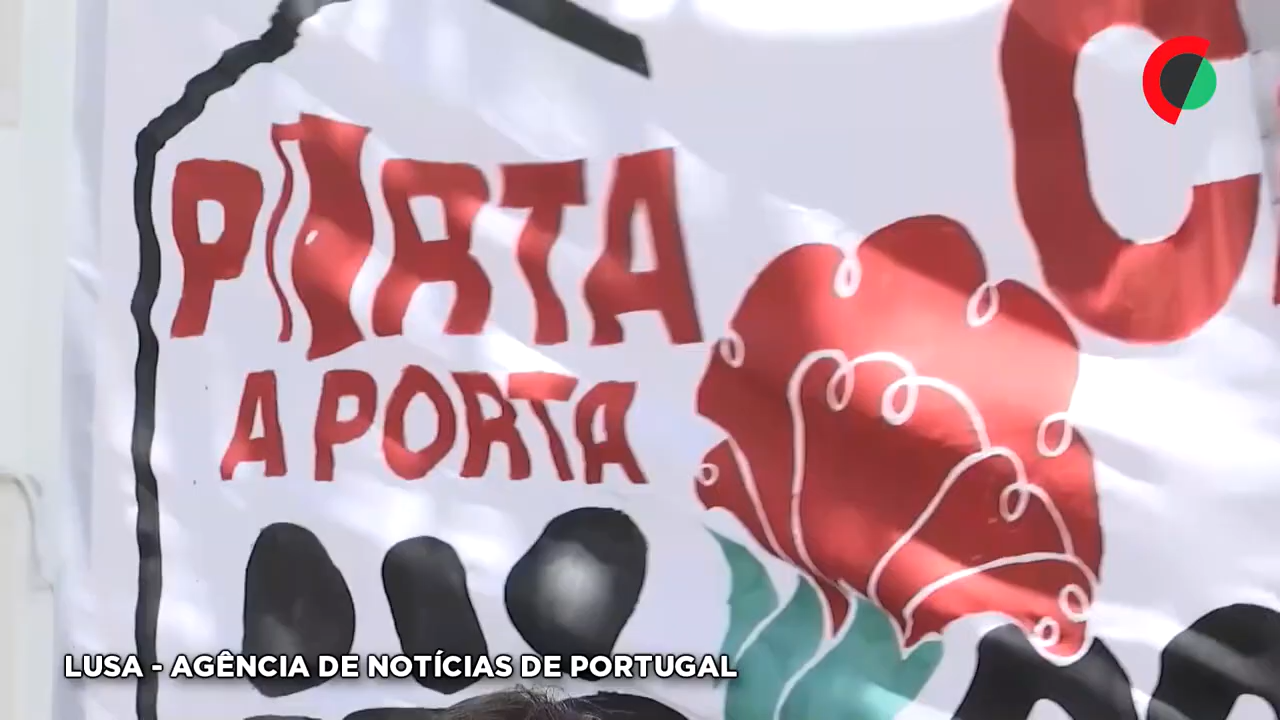 PORTA
A PORTA
C
LUSA - AGÊNCIA DE NOTÍCIAS DE PORTUGAL